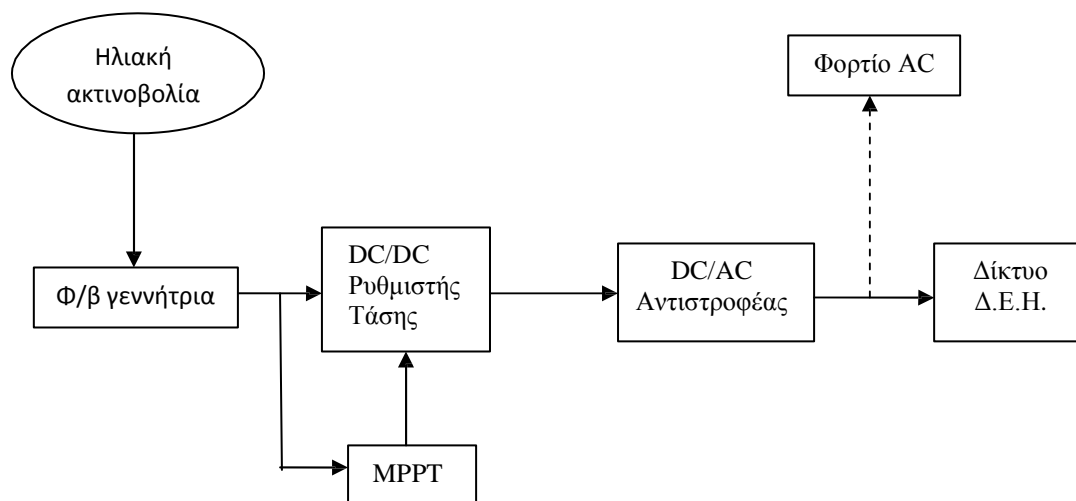 Ηλιακή
ακτινοβολία
Φορτίο AC
Φ/β γεννήτρια
DC/DC
Ρυθμιστής
Τάσης
DC/AC
Αντιστροφέας
Δίκτυο
Δ.Ε.Η.
MPPT